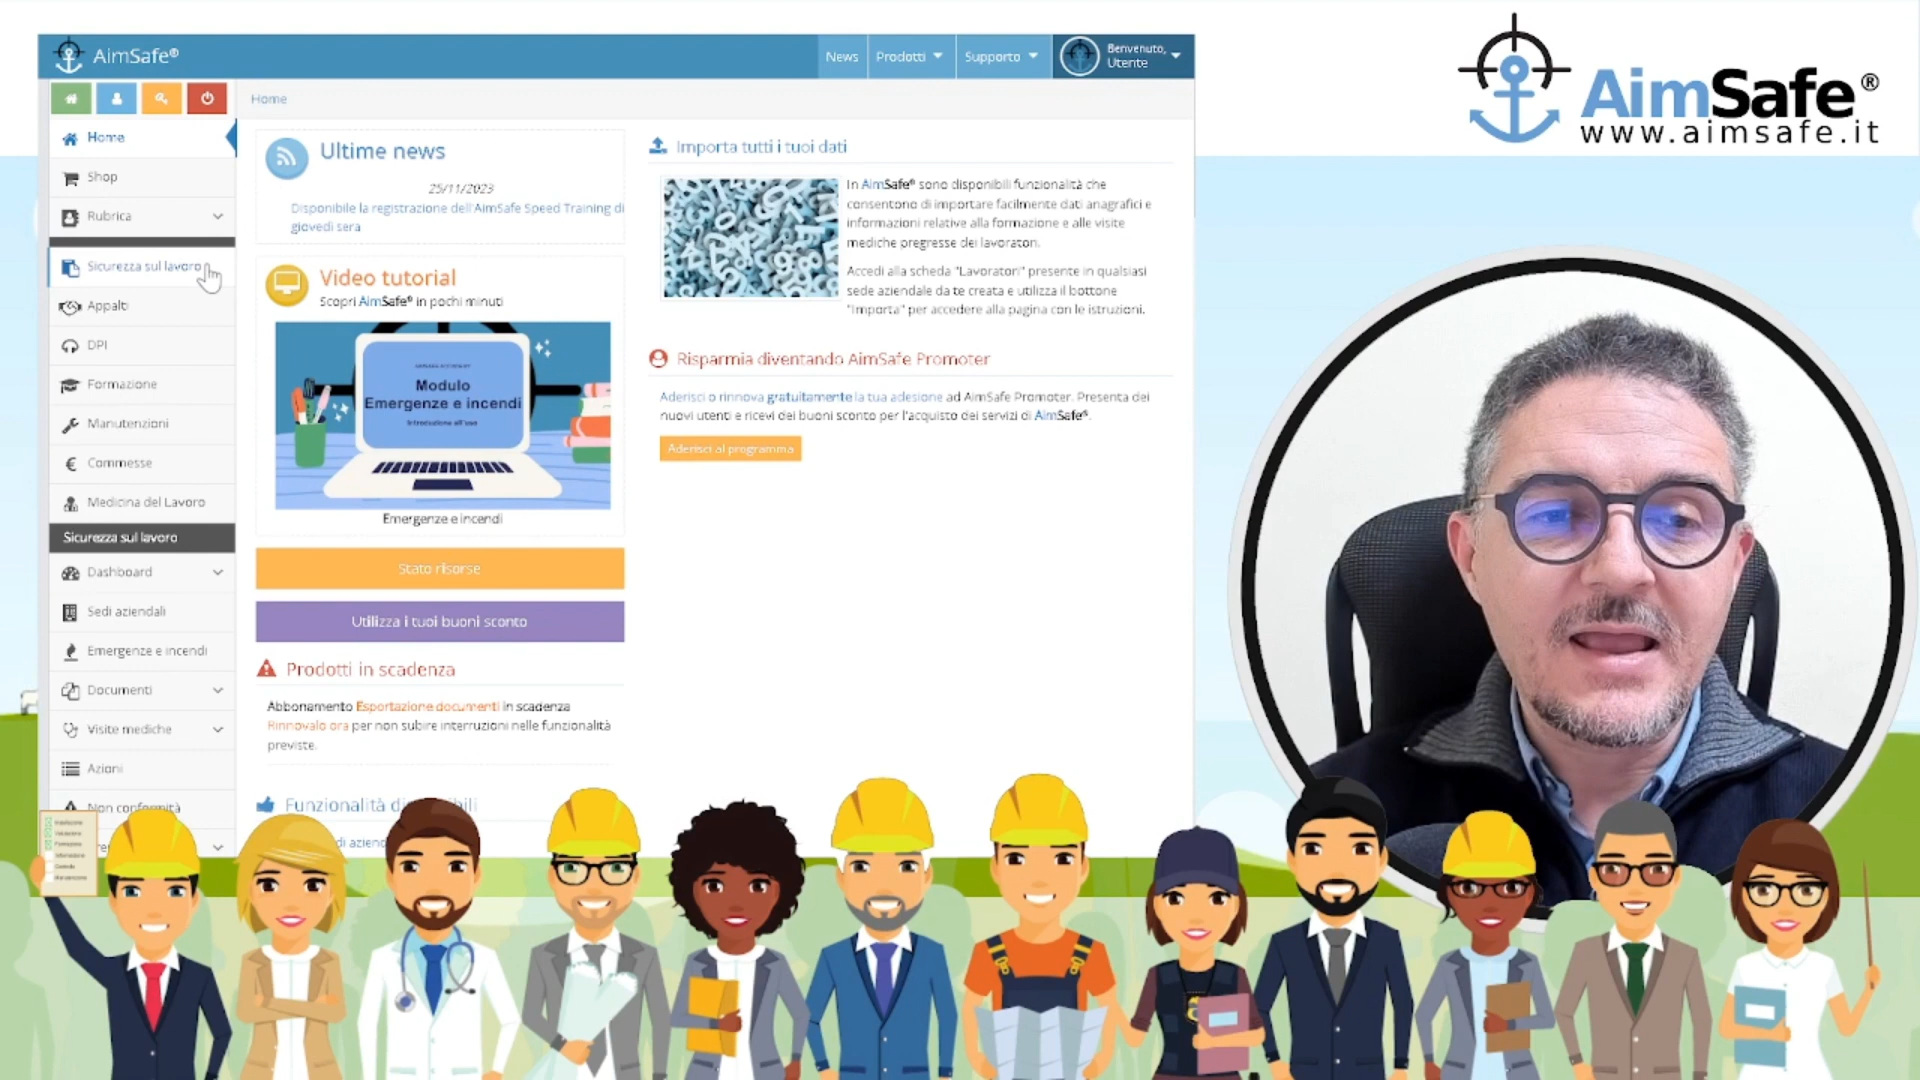 AimSafe®
News
Prodotti
Supporto
Benvenuto,
Utente
AimSafe®
www.aimsafe.it
Home
Home
Shop
Rubrica
Sicurezza sul lavoro
Appalti
DPI
Formazione
Manutenzioni
Commesse
Medicina del Lavoro
Sicurezza sul lavoro
Dashboard
Sedi aziendali
Emergenze e incendi
Documenti
Visite mediche
Azioni
Non conformità
Ultime news
25/11/2023
Disponibile la registrazione dell'AimSafe Speed Training di
giovedì sera
Video tutorial
Scopri AimSafe® in pochi minuti
Modulo
Emergenze e incendi
Introduzione all'uso
Emergenze e incendi
Stato risorse
Utilizza i tuoi buoni sconto
Prodotti in scadenza
Abbonamento Esportazione documenti in scadenza
Rinnovalo ora per non subire interruzioni nelle funzionalità
previste.
Funzionalità
Importa tutti i tuoi dati
In AimSafe® sono disponibili funzionalità che
consentono di importare facilmente dati anagrafici e
informazioni relative alla formazione e alle visite
mediche pregresse dei lavoratori.
Accedi alla scheda "Lavoratori" presente in qualsiasi
sede aziendale da te creata e utilizza il bottone
"Importa" per accedere alla pagina con le istruzioni.
Risparmia diventando AimSafe Promoter
Aderisci o rinnova gratuitamente la tua adesione ad AimSafe Promoter. Presenta dei
nuovi utenti e ricevi dei buoni sconto per l'acquisto dei servizi di AimSafe®.
Aderisci al programma